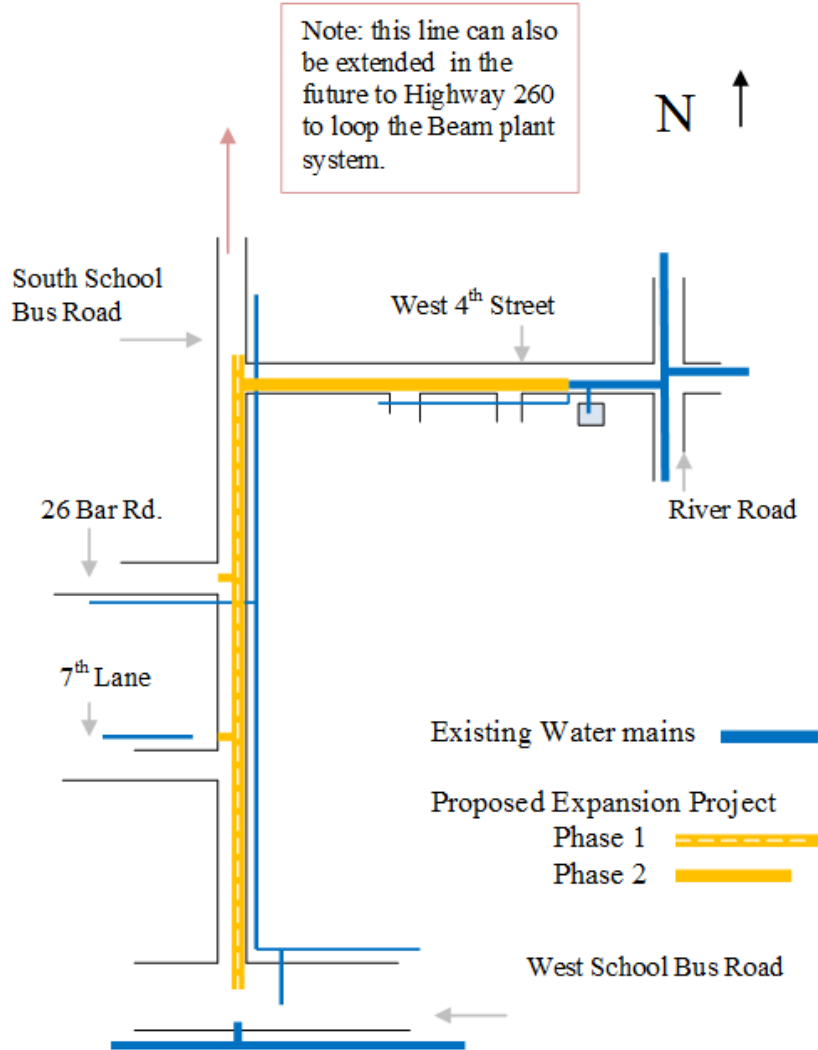 Note: this line can also
be extended in the
future to Highway 260
to loop the Beam plant
system.
N
South School
Bus Road
West 4th Street
26 Bar Rd.
River Road
7th Lane
Existing Water mains
Proposed Expansion Project
Phase 1
Phase 2
West School Bus Road